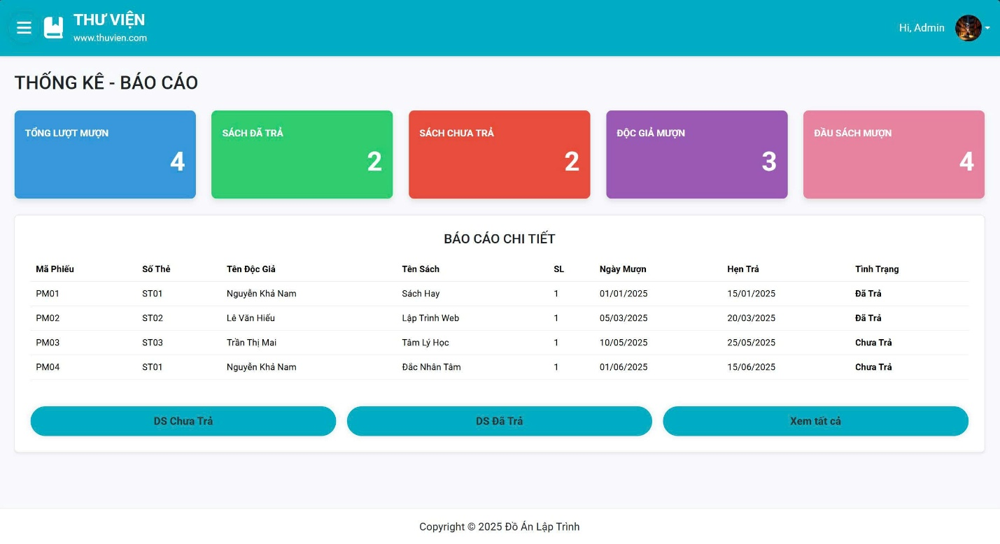 THƯ VIỆN
www.thuvien.com
Hi, Admin
THỐNG KÊ - BÁO CÁO
TỔNG LƯỢT MƯỢN
4
SÁCH ĐÃ TRẢ
2
SÁCH CHƯA TRẢ
2
ĐỘC GIẢ MƯỢN
3
ĐẦU SÁCH MƯỢN
4
BÁO CÁO CHI TIẾT
Mã Phiếu Số Thẻ Tên Độc Giả Tên Sách SL Ngày Mượn Hẹn Trả Tình Trạng
PM01 ST01 Nguyễn Khả Nam Sách Hay 1 01/01/2025 15/01/2025 Đã Trả
PM02 ST02 Lê Văn Hiếu Lập Trình Web 1 05/03/2025 20/03/2025 Đã Trả
PM03 ST03 Trần Thị Mai Tâm Lý Học 1 10/05/2025 25/05/2025 Chưa Trả
PM04 ST01 Nguyễn Khả Nam Đắc Nhân Tâm 1 01/06/2025 15/06/2025 Chưa Trả
DS Chưa Trả DS Đã Trả Xem tất cả
Copyright © 2025 Đồ Án Lập Trình